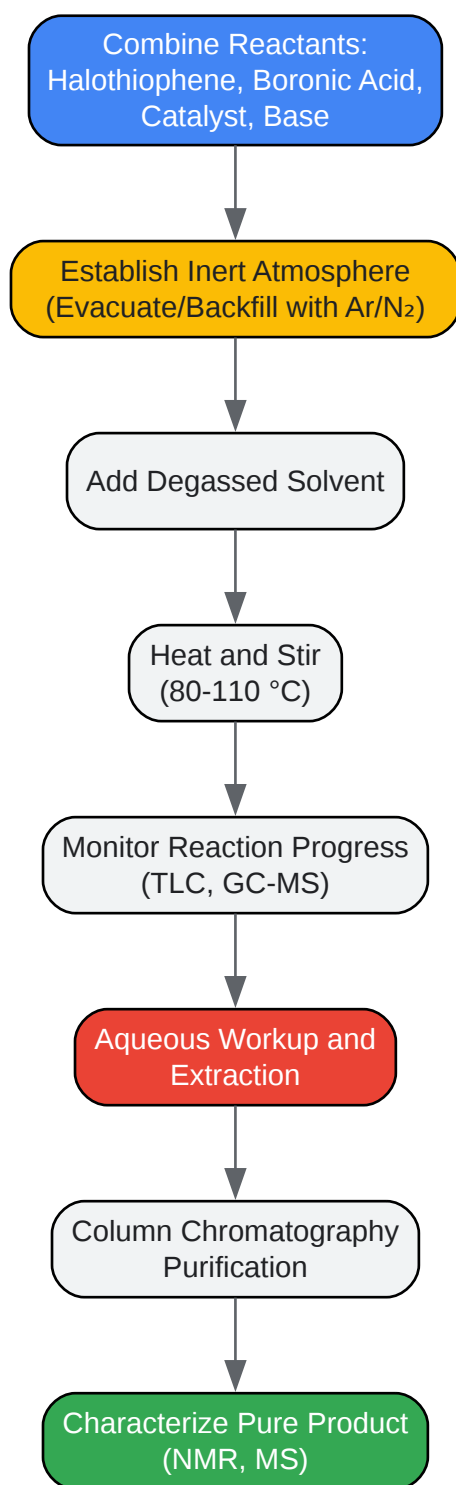 Combine Reactants:
Halothiophene, Boronic Acid,
Catalyst, Base
Establish Inert Atmosphere
(Evacuate/Backfill with Ar/N₂)
Add Degassed Solvent
Heat and Stir
(80-110 °C)
Monitor Reaction Progress
(TLC, GC-MS)
Aqueous Workup and
Extraction
Column Chromatography
Purification
Characterize Pure Product
(NMR, MS)